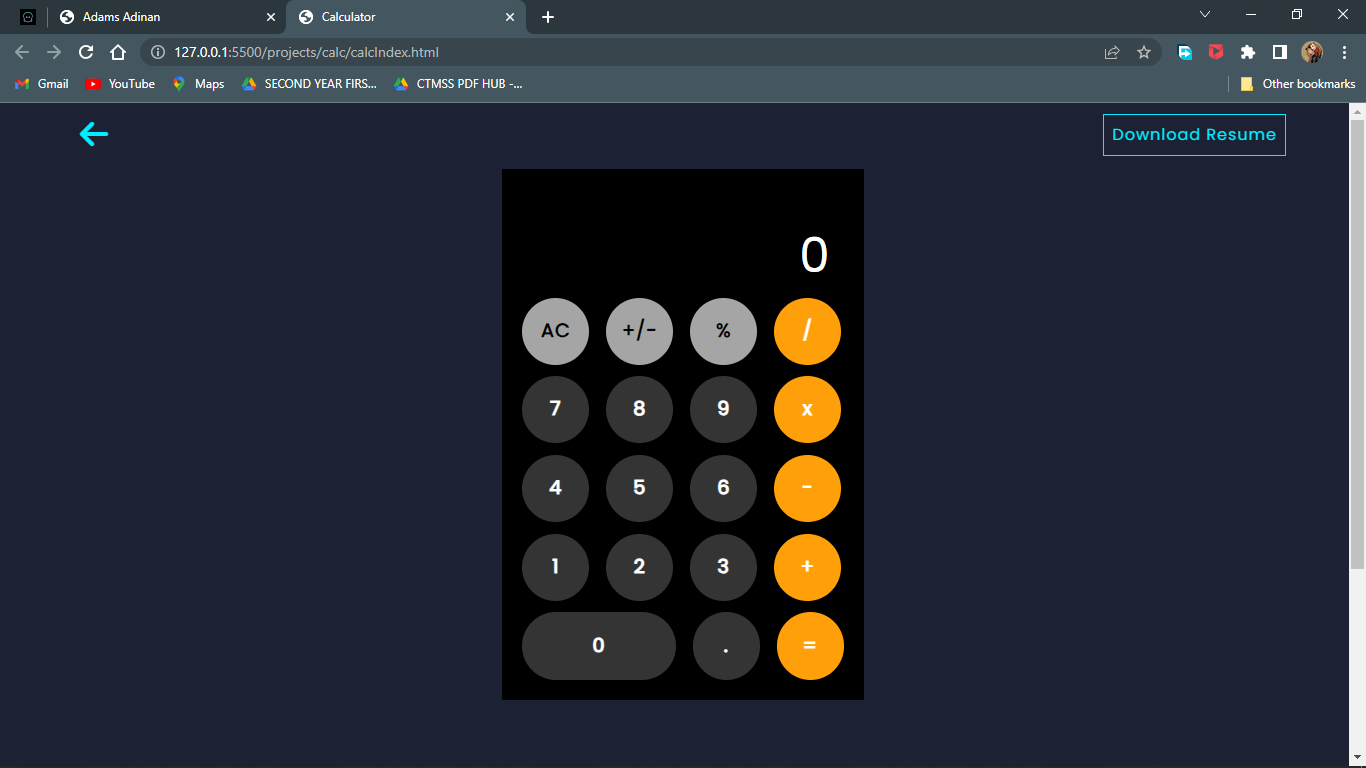 Adams Adinan
Calculator
127.0.0.1:5500/projects/calc/calcIndex.html
Gmail YouTube Maps SECOND YEAR FIRS... CTMSS PDF HUB -... Other bookmarks
Download Resume
0
AC +/- % /
7 8 9 x
4 5 6 -
1 2 3 +
0 . =